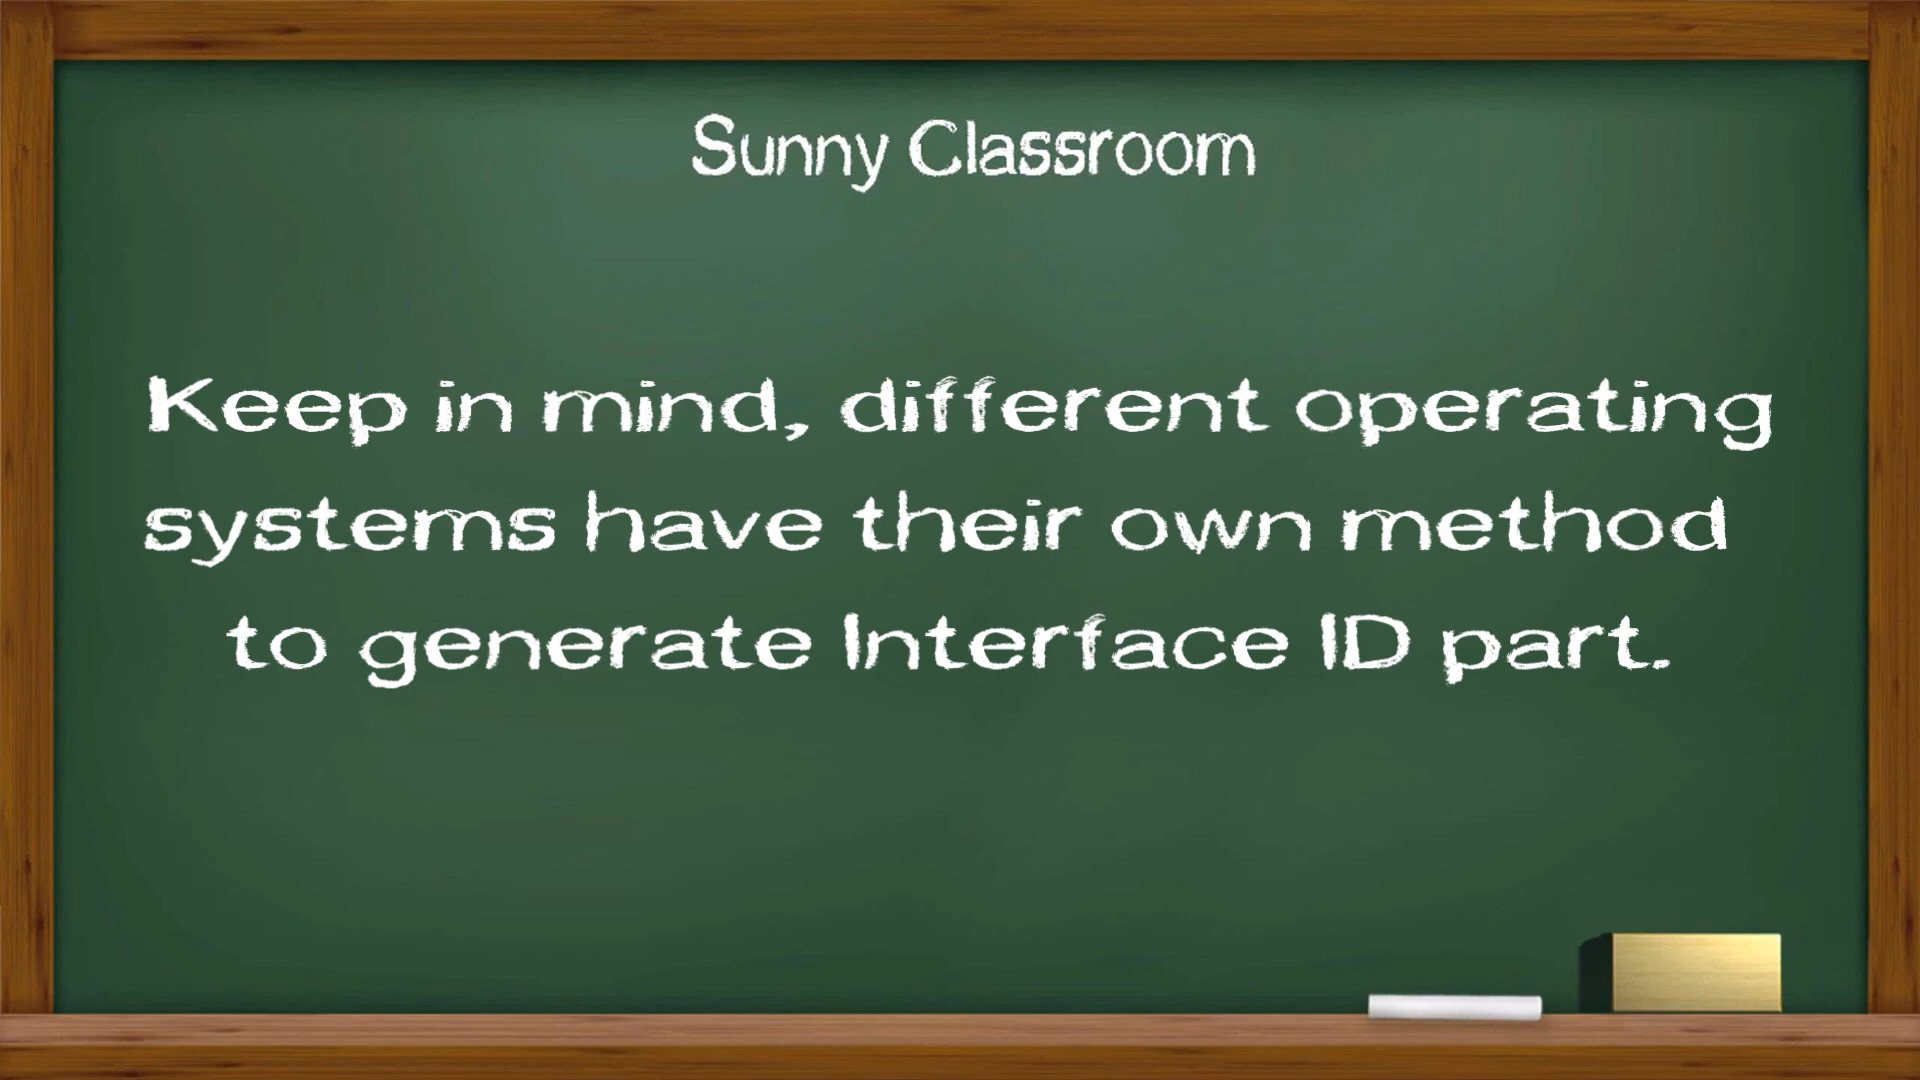 Sunny Classroom
Keep in mind, different operating
systems have their own method
to generate Interface ID part.